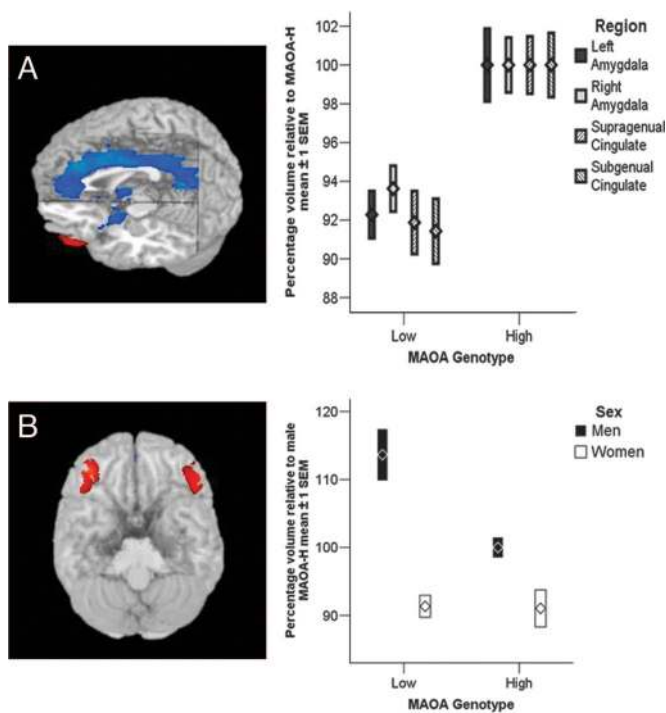 A
Percentage volume relative to MAOA-H
mean ± 1 SEM
102
100
98
96
94
92
90
88
Low
High
MAOA Genotype
Region
Left
Amygdala
Right
Amygdala
Supragenual
Cingulate
Subgenual
Cingulate
B
Percentage volume relative to male
MAOA-H mean ± 1 SEM
120
110
100
90
Low
High
MAOA Genotype
Sex
Men
Women